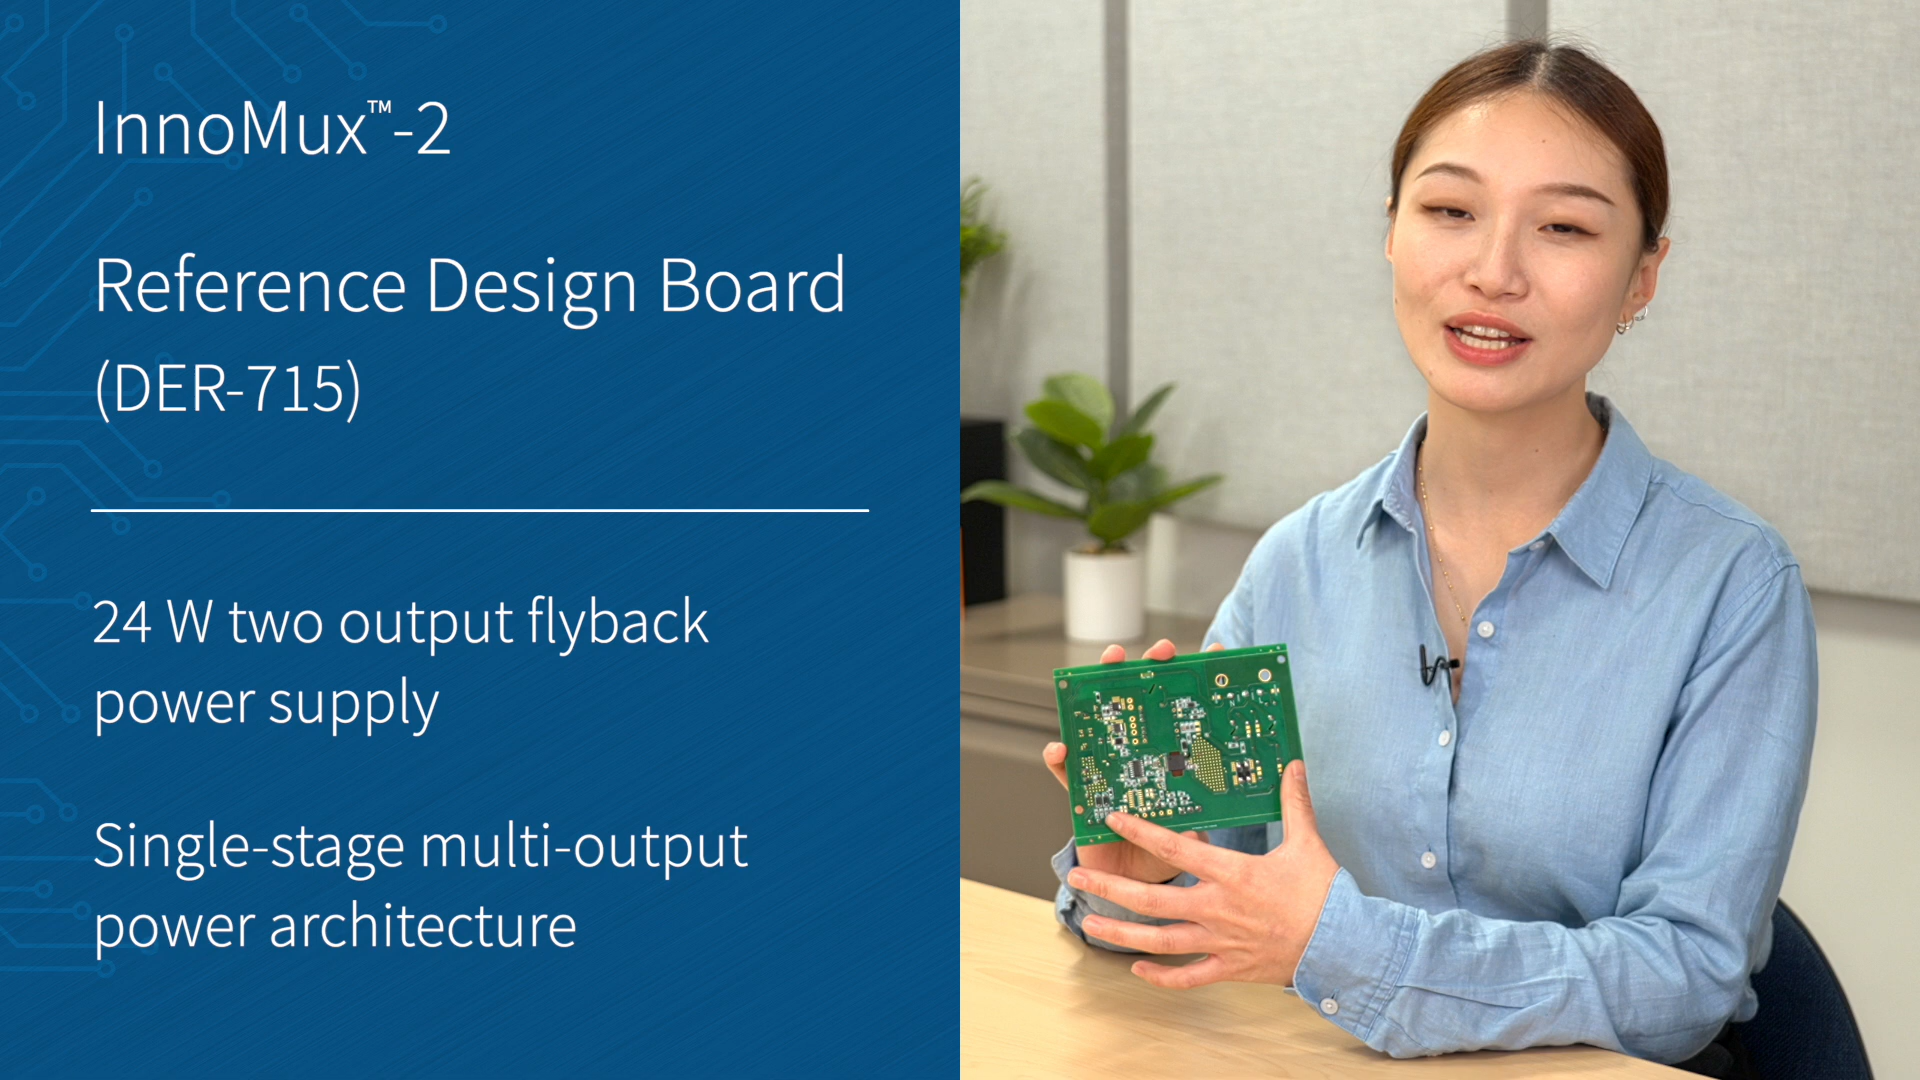 InnoMux™-2
Reference Design Board
(DER-715)
24 W two output flyback
power supply
Single-stage multi-output
power architecture